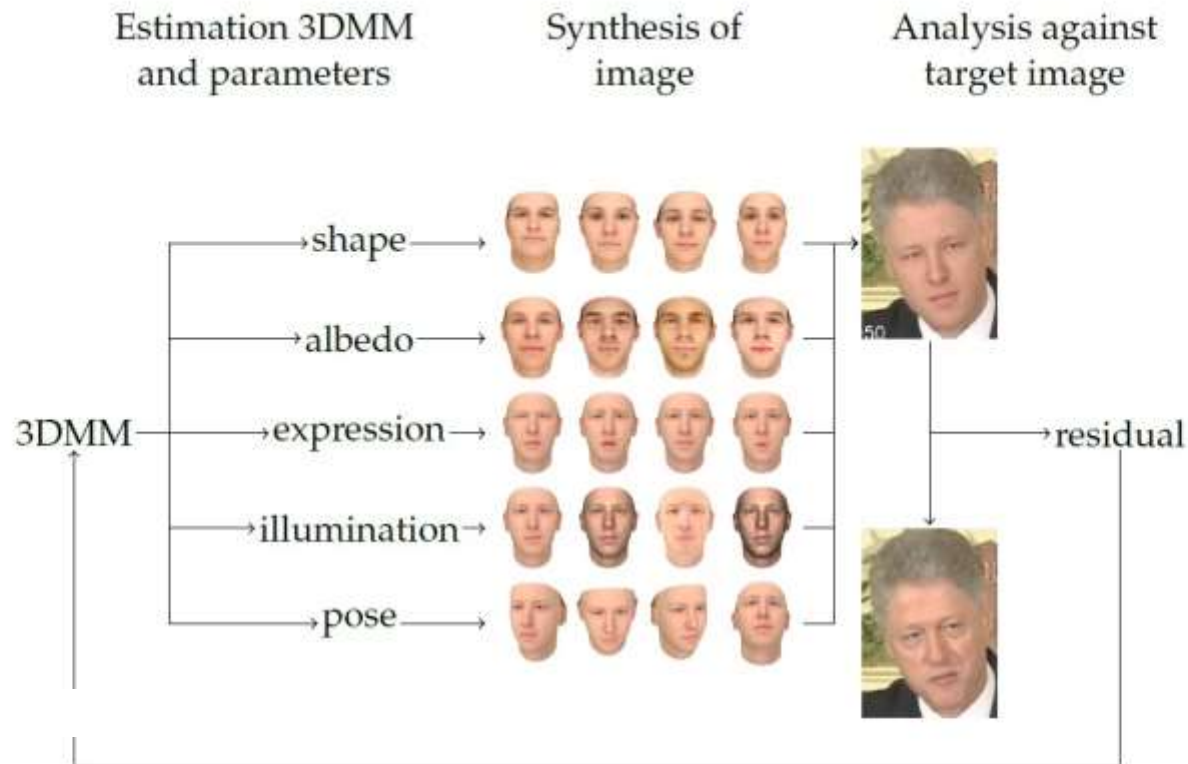 Estimation 3DMM
and parameters
Synthesis of
image
Analysis against
target image
shape
albedo
50
3DMM
expression
residual
illumination
pose